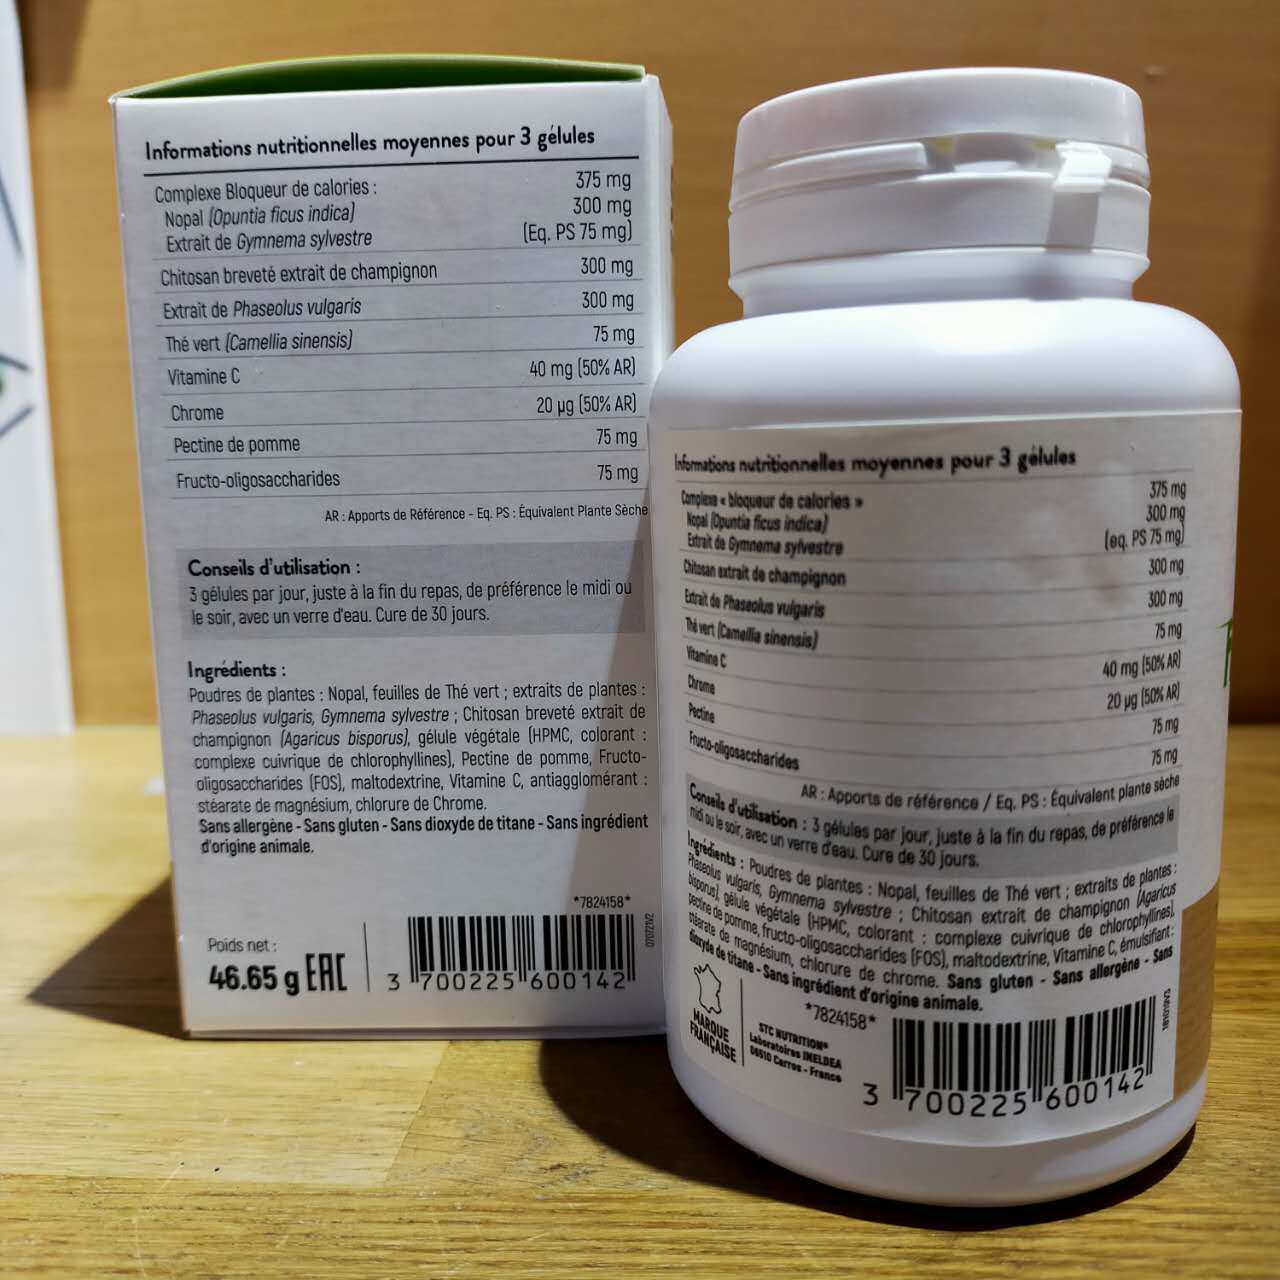 Informations nutritionnelles moyennes pour 3 gélules
Complexe Bloqueur de calories : 375 mg
Nopal (Opuntia ficus indica) 300 mg
Extrait de Gymnema sylvestre (Eq. PS 75 mg)
Chitosan breveté extrait de champignon 300 mg
Extrait de Phaseolus vulgaris 300 mg
Thé vert (Camellia sinensis) 75 mg
Vitamine C 40 mg (50% AR)
Chrome 20 µg (50% AR)
Pectine de pomme 75 mg
Fructo-oligosaccharides 75 mg
AR : Apports de Référence - Eq. PS : Équivalent Plante Sèche
Conseils d'utilisation :
3 gélules par jour, juste à la fin du repas, de préférence le midi ou
le soir, avec un verre d'eau. Cure de 30 jours.
Ingrédients :
Poudres de plantes : Nopal, feuilles de Thé vert ; extraits de plantes :
Phaseolus vulgaris, Gymnema sylvestre ; Chitosan breveté extrait de
champignon (Agaricus bisporus), gélule végétale (HPMC, colorant :
complexe cuivrique de chlorophyllines), Pectine de pomme, Fructo-
oligosaccharides (FOS), maltodextrine, Vitamine C, antiagglomérant :
stéarate de magnésium, chlorure de Chrome.
Sans allergène - Sans gluten - Sans dioxyde de titane - Sans ingrédient
d'origine animale.
*7824158*
Poids net :
46.65 g EAC
3 700225 600142
070721V2
Informations nutritionnelles moyennes pour 3 gélules
Complexe « bloqueur de calories » 375 mg
Nopal (Opuntia ficus indica) 300 mg
Extrait de Gymnema sylvestre (eq. PS 75 mg)
Chitosan extrait de champignon 300 mg
Extrait de Phaseolus vulgaris 300 mg
Thé vert (Camellia sinensis) 75 mg
Vitamine C 40 mg (50% AR)
Chrome 20 µg (50% AR)
Pectine 75 mg
Fructo-oligosaccharides 75 mg
AR : Apports de référence / Eq. PS : Équivalent plante sèche
Conseils d'utilisation : 3 gélules par jour, juste à la fin du repas, de préférence le
midi ou le soir, avec un verre d'eau. Cure de 30 jours.
Ingrédients : Poudres de plantes : Nopal, feuilles de Thé vert ; extraits de plantes :
Phaseolus vulgaris, Gymnema sylvestre ; Chitosan extrait de champignon (Agaricus
bisporus), gélule végétale (HPMC, colorant : complexe cuivrique de chlorophyllines),
pectine de pomme, fructo-oligosaccharides (FOS), maltodextrine, Vitamine C, émulsifiant :
stéarate de magnésium, chlorure de chrome. Sans gluten - Sans allergène - Sans
dioxyde de titane - Sans ingrédient d'origine animale.
*7824158*
MARQUE
FRANÇAISE
STC NUTRITION®
Laboratoires INELDEA
06510 Carros - France
3 700225 600142